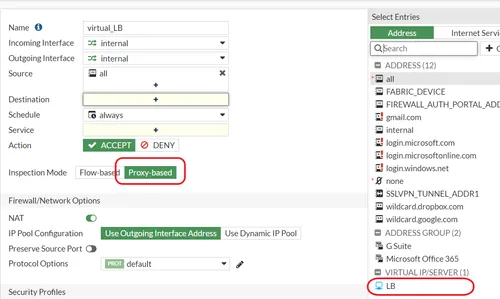 Name virtual_LB
Incoming Interface internal
Outgoing Interface internal
Source all
+
Destination +
Schedule always
Service +
Action ACCEPT DENY
Inspection Mode Flow-based Proxy-based
Firewall/Network Options
NAT
IP Pool Configuration Use Outgoing Interface Address Use Dynamic IP Pool
Preserve Source Port
Protocol Options PROT default
Security Profiles
Select Entries
Address Internet Servi
Search
ADDRESS (12)
all
FABRIC_DEVICE
FIREWALL_AUTH_PORTAL_ADD
gmail.com
internal
login.microsoft.com
login.microsoftonline.com
login.windows.net
none
SSLVPN_TUNNEL_ADDR1
wildcard.dropbox.com
wildcard.google.com
ADDRESS GROUP (2)
G Suite
Microsoft Office 365
VIRTUAL IP/SERVER (1)
LB